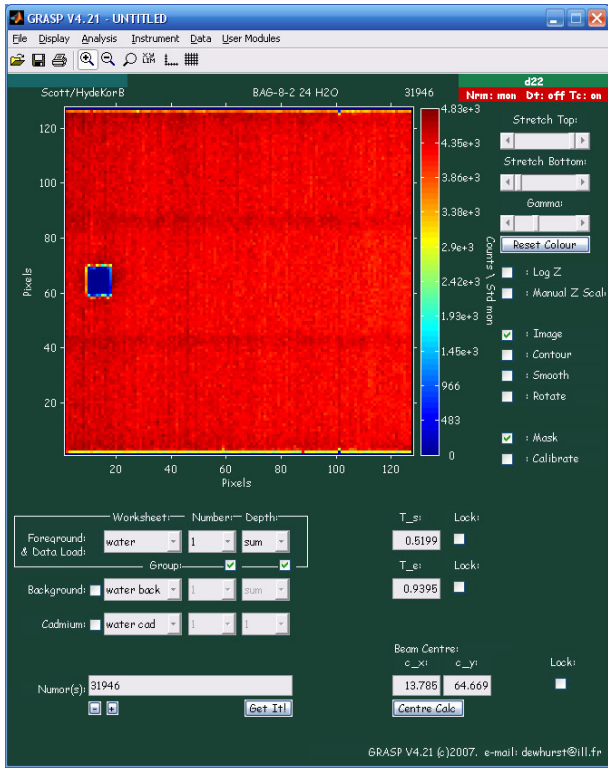 GRASP V4.21 - UNTITLED
File Display Analysis Instrument Data User Modules
XY LIM
d22
Scott/HydeKorB BAG-8-2 24 H2O 31946 Nrm: mon Dt: off Tc: on
4.83e+3
4.35e+3
3.86e+3
3.38e+3
2.9e+3
2.42e+3
1.93e+3
1.45e+3
966
483
0
Counts \ Std mon
120
100
80
60
40
20
Pixels
20 40 60 80 100 120
Pixels
Stretch Top:
Stretch Bottom:
Gamma:
Reset Colour
: Log Z
: Manual Z Scale
: Image
: Contour
: Smooth
: Rotate
: Mask
: Calibrate
Worksheet: Number: Depth:
Foreground: & Data Load: water 1 sum
Group:
Background: water back 1 sum
Cadmium: water cad 1 1
T_s: Lock:
0.5199
T_e: Lock:
0.9395
Beam Centre:
c_x: c_y: Lock:
13.785 64.669
Centre Calc
Numor(s): 31946
- + Get It!
GRASP V4.21 (c)2007. e-mail: dewhurst@ill.fr